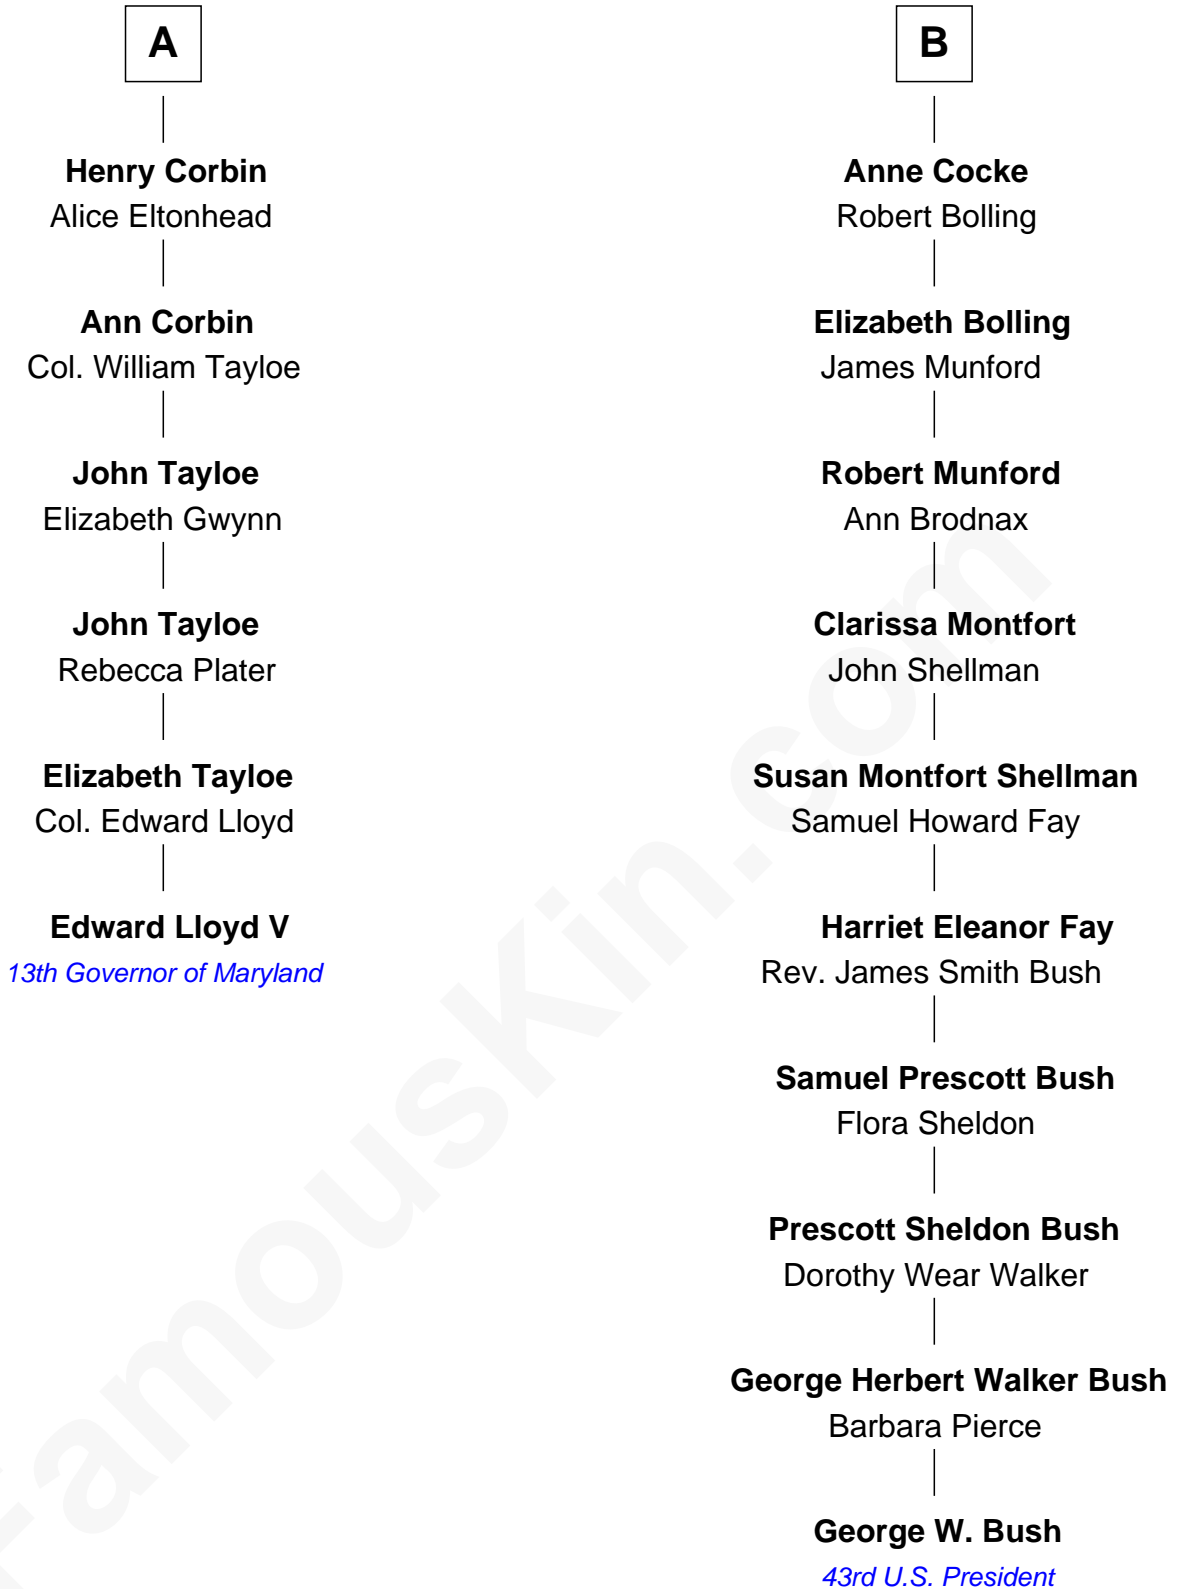 A
Henry Corbin
Alice Eltonhead
Ann Corbin
Col. William Tayloe
John Tayloe
Elizabeth Gwynn
John Tayloe
Rebecca Plater
Elizabeth Tayloe
Col. Edward Lloyd
Edward Lloyd V
13th Governor of Maryland
B
Anne Cocke
Robert Bolling
Elizabeth Bolling
James Munford
Robert Munford
Ann Brodnax
Clarissa Montfort
John Shellman
Susan Montfort Shellman
Samuel Howard Fay
Harriet Eleanor Fay
Rev. James Smith Bush
Samuel Prescott Bush
Flora Sheldon
Prescott Sheldon Bush
Dorothy Wear Walker
George Herbert Walker Bush
Barbara Pierce
George W. Bush
43rd U.S. President
FamousKin.com